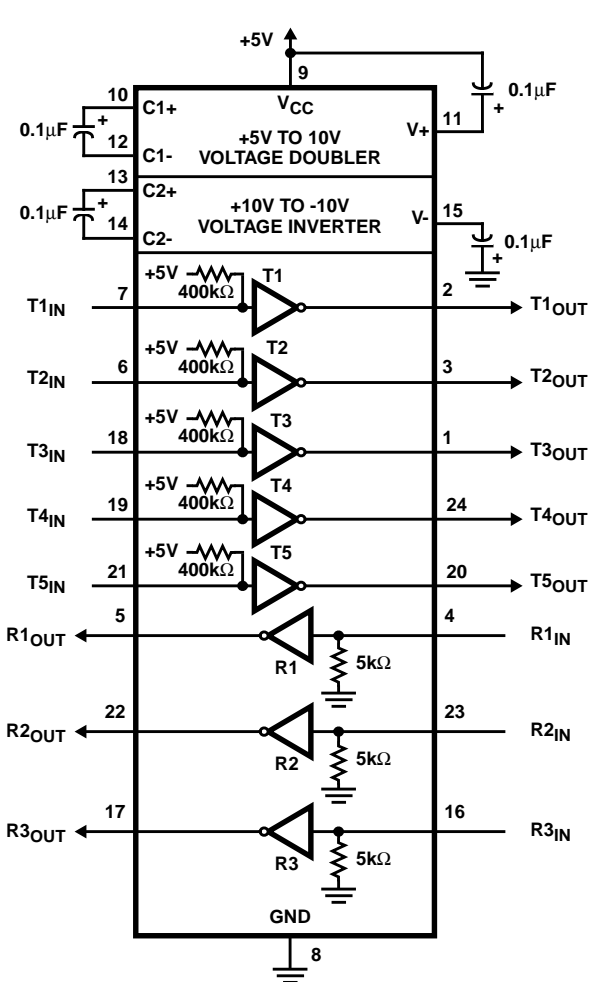 +5V
9
10
C1+
VCC
0.1μF
+
0.1μF
+
12
C1-
+5V TO 10V
VOLTAGE DOUBLER
V+
11
13
C2+
0.1μF
+
14
C2-
+10V TO -10V
VOLTAGE INVERTER
V-
15
0.1μF
+
+5V
400kΩ
T1
T1IN
7
2
T1OUT
+5V
400kΩ
T2
T2IN
6
3
T2OUT
+5V
400kΩ
T3
T3IN
18
1
T3OUT
+5V
400kΩ
T4
T4IN
19
24
T4OUT
+5V
400kΩ
T5
T5IN
21
20
T5OUT
R1OUT
5
4
R1IN
R1
5kΩ
R2OUT
22
23
R2IN
R2
5kΩ
R3OUT
17
16
R3IN
R3
5kΩ
GND
8